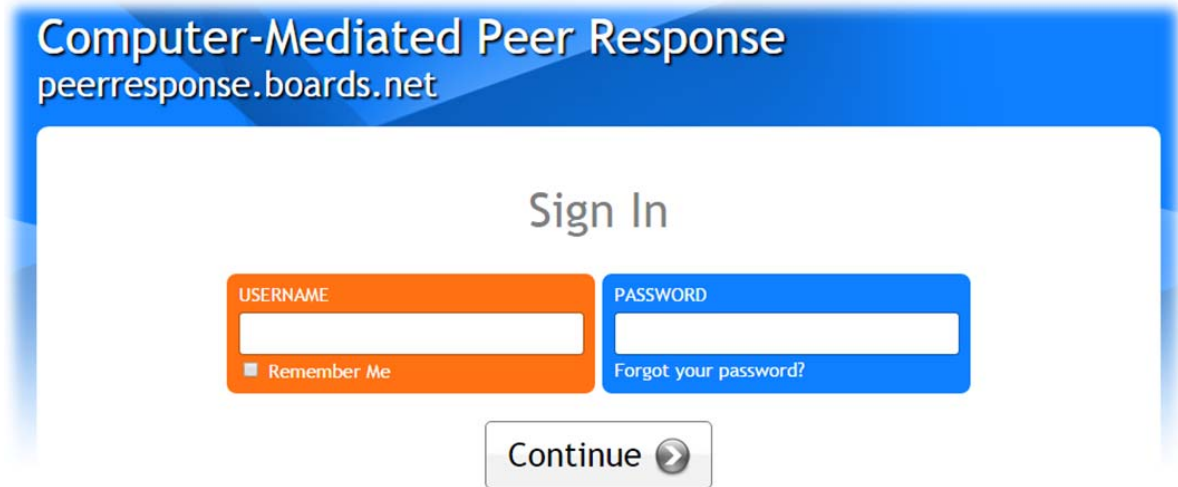 Computer-Mediated Peer Response
peerresponse.boards.net
Sign In
USERNAME
PASSWORD
Remember Me
Forgot your password?
Continue